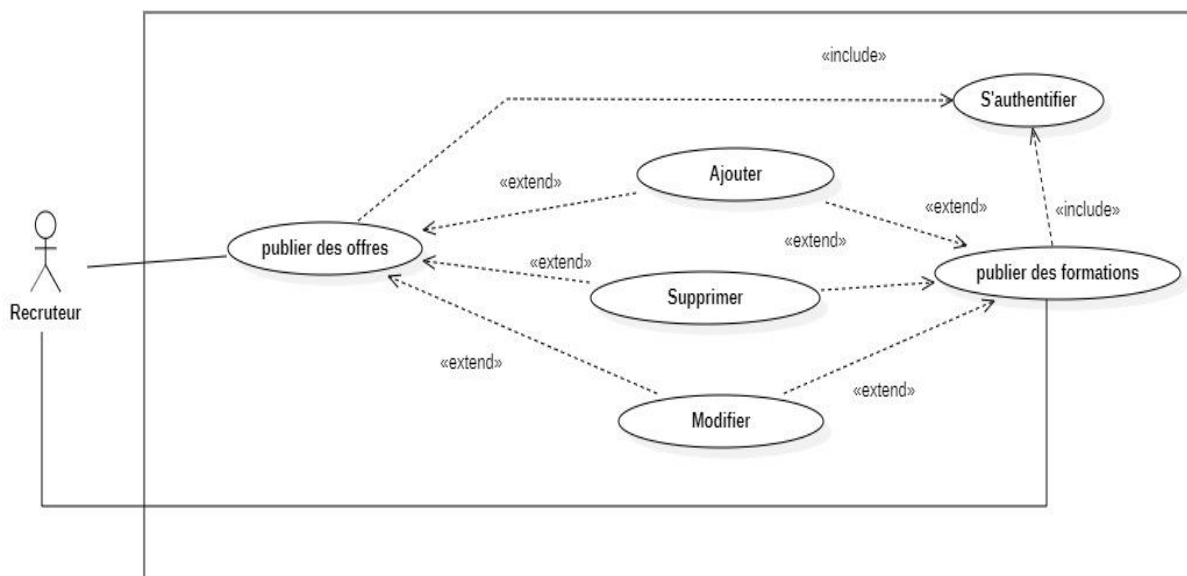 «include»
S'authentifier
Ajouter
«extend»
«extend»
«include»
publier des offres
«extend»
«extend»
publier des formations
Supprimer
Recruteur
«extend»
«extend»
Modifier